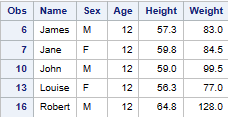 Obs Name Sex Age Height Weight
6 James M 12 57.3 83.0
7 Jane F 12 59.8 84.5
10 John M 12 59.0 99.5
13 Louise F 12 56.3 77.0
16 Robert M 12 64.8 128.0